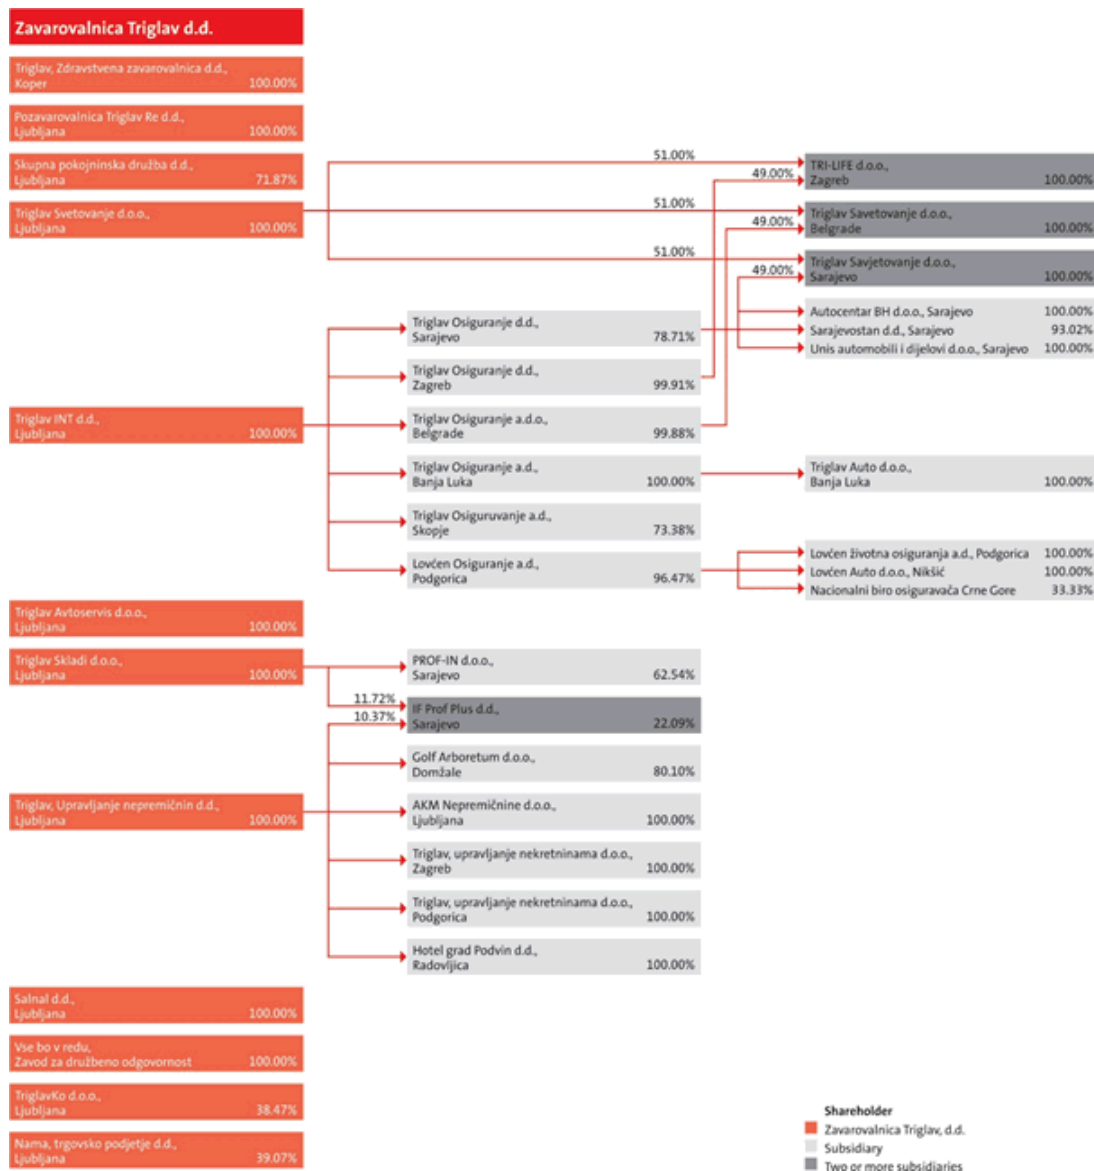 Zavarovalnica Triglav d.d.
Triglav, Zdravstvena zavarovalnica d.d.,
Koper 100.00%
Pozavarovalnica Triglav Re d.d.,
Ljubljana 100.00%
Skupna pokojninska družba d.d.,
Ljubljana 71.87%
Triglav Svetovanje d.o.o.,
Ljubljana 100.00%
51.00%
49.00%
TRI-LIFE d.o.o.,
Zagreb 100.00%
51.00%
49.00%
Triglav Savetovanje d.o.o.,
Belgrade 100.00%
51.00%
49.00%
Triglav Savjetovanje d.o.o.,
Sarajevo 100.00%
Autocentar BH d.o.o., Sarajevo 100.00%
Sarajevostan d.d., Sarajevo 93.02%
Unis automobili i dijelovi d.o.o., Sarajevo 100.00%
Triglav INT d.d.,
Ljubljana 100.00%
Triglav Osiguranje d.d.,
Sarajevo 78.71%
Triglav Osiguranje d.d.,
Zagreb 99.91%
Triglav Osiguranje a.d.o.,
Belgrade 99.88%
Triglav Osiguranje a.d.,
Banja Luka 100.00%
Triglav Auto d.o.o.,
Banja Luka 100.00%
Triglav Osiguruvanje a.d.,
Skopje 73.38%
Lovćen Osiguranje a.d.,
Podgorica 96.47%
Lovćen životna osiguranja a.d., Podgorica 100.00%
Lovćen Auto d.o.o., Nikšić 100.00%
Nacionalni biro osiguravača Crne Gore 33.33%
Triglav Avtoservis d.o.o.,
Ljubljana 100.00%
Triglav Skladi d.o.o.,
Ljubljana 100.00%
PROF-IN d.o.o.,
Sarajevo 62.54%
11.72%
10.37%
IF Prof Plus d.d.,
Sarajevo 22.09%
Golf Arboretum d.o.o.,
Domžale 80.10%
Triglav, Upravljanje nepremičnin d.d.,
Ljubljana 100.00%
AKM Nepremičnine d.o.o.,
Ljubljana 100.00%
Triglav, upravljanje nekretninama d.o.o.,
Zagreb 100.00%
Triglav, upravljanje nekretninama d.o.o.,
Podgorica 100.00%
Hotel grad Podvin d.d.,
Radovljica 100.00%
Salnal d.d.,
Ljubljana 100.00%
Vse bo v redu,
Zavod za družbeno odgovornost 100.00%
TriglavKo d.o.o.,
Ljubljana 38.47%
Nama, trgovsko podjetje d.d.,
Ljubljana 39.07%
Shareholder
Zavarovalnica Triglav, d.d.
Subsidiary
Two or more subsidiaries